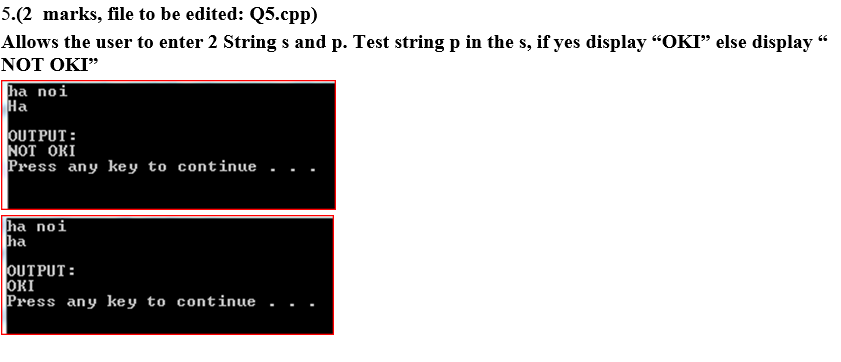 5.(2 marks, file to be edited: Q5.cpp)
Allows the user to enter 2 String s and p. Test string p in the s, if yes display “OKI” else display “
NOT OKI”
ha noi
Ha
OUTPUT:
NOT OKI
Press any key to continue . . .
ha noi
ha
OUTPUT:
OKI
Press any key to continue . . .